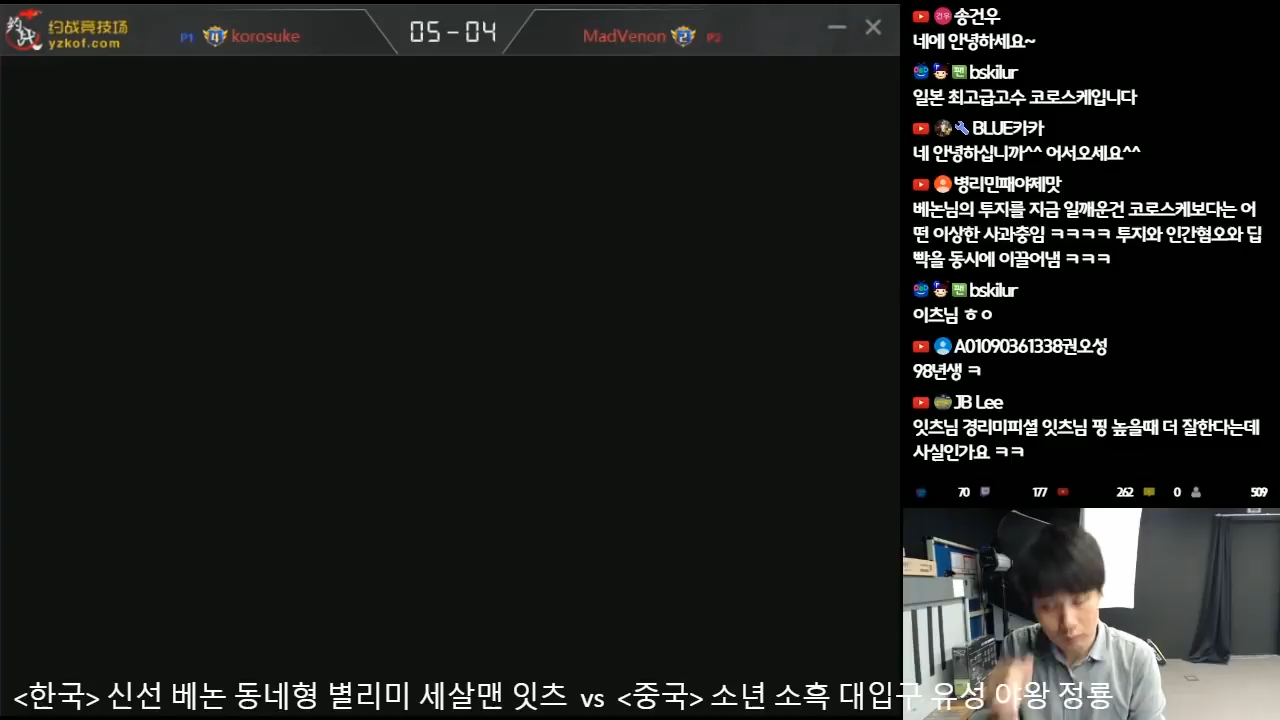 约战
约战竞技场
yzkof.com
P1 4 korosuke
05-04
MadVenon 2 P2
건우 송건우
네에 안녕하세요~
팬 bskilur
일본 최고급고수 코로스케입니다
BLUE카카
네 안녕하십니까^^ 어서오세요^^
병리민패야제맛
베논님의 투지를 지금 일깨운건 코로스케보다는 어
떤 이상한 사과충임 ㅋㅋㅋㅋ 투지와 인간혐오와 딥
빡을 동시에 이끌어냄 ㅋㅋㅋ
팬 bskilur
이츠님 ㅎㅇ
A01090361338권오성
98년생 ㅋ
JB Lee
잇츠님 경리미피셜 잇츠님 핑 높을때 더 잘한다는데
사실인가요 ㅋㅋ
70 177 262 0 509
<한국> 신선 베논 동네형 별리미 세살맨 잇츠 vs <중국> 소년 소흑 대입구 유성 야왕 정룡